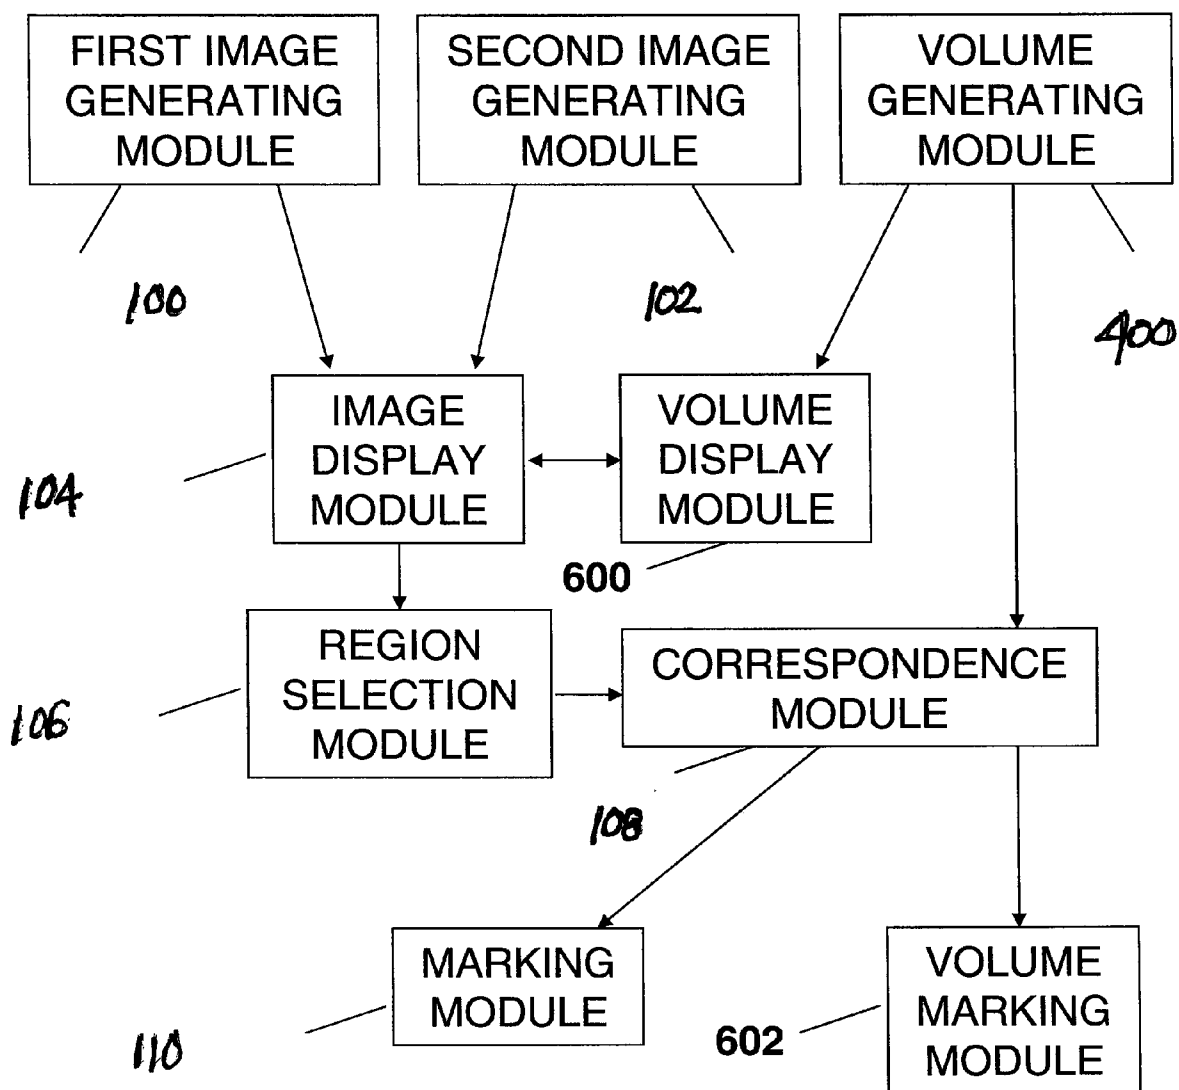 FIRST IMAGE
GENERATING
MODULE
SECOND IMAGE
GENERATING
MODULE
VOLUME
GENERATING
MODULE
100
102
400
IMAGE
DISPLAY
MODULE
VOLUME
DISPLAY
MODULE
104
600
REGION
SELECTION
MODULE
CORRESPONDENCE
MODULE
106
108
MARKING
MODULE
VOLUME
MARKING
MODULE
110
602